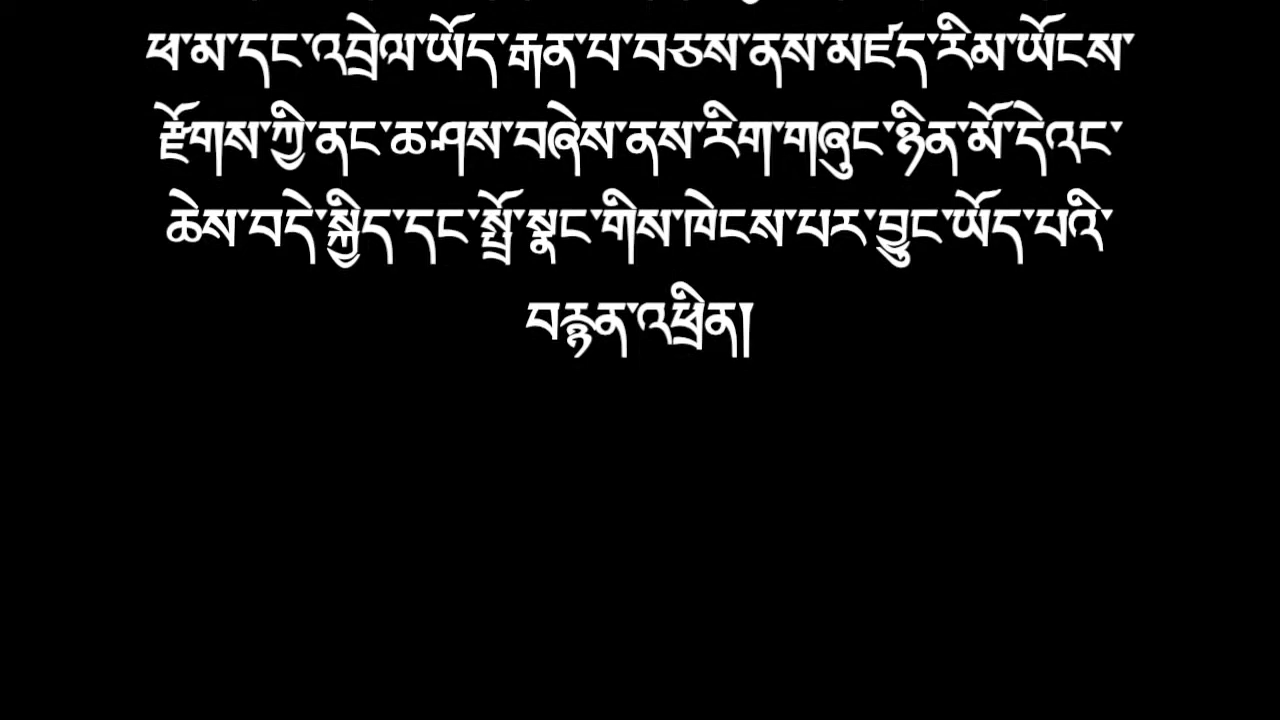 ཕ་མ་དང་འབྲེལ་ཡོད་རྒན་པ་བཅས་ནས་མཛད་རིམ་ཡོངས་
རྫོགས་ཀྱི་ནང་ཆ་ཤས་བཞེས་ནས་རིག་གཞུང་ཉིན་མོ་དེའང་
ཆེས་བདེ་སྐྱིད་དང་སྤྲོ་སྣང་གིས་ཁེངས་པར་བྱུང་ཡོད་པའི་
བརྙན་འཕྲིན།